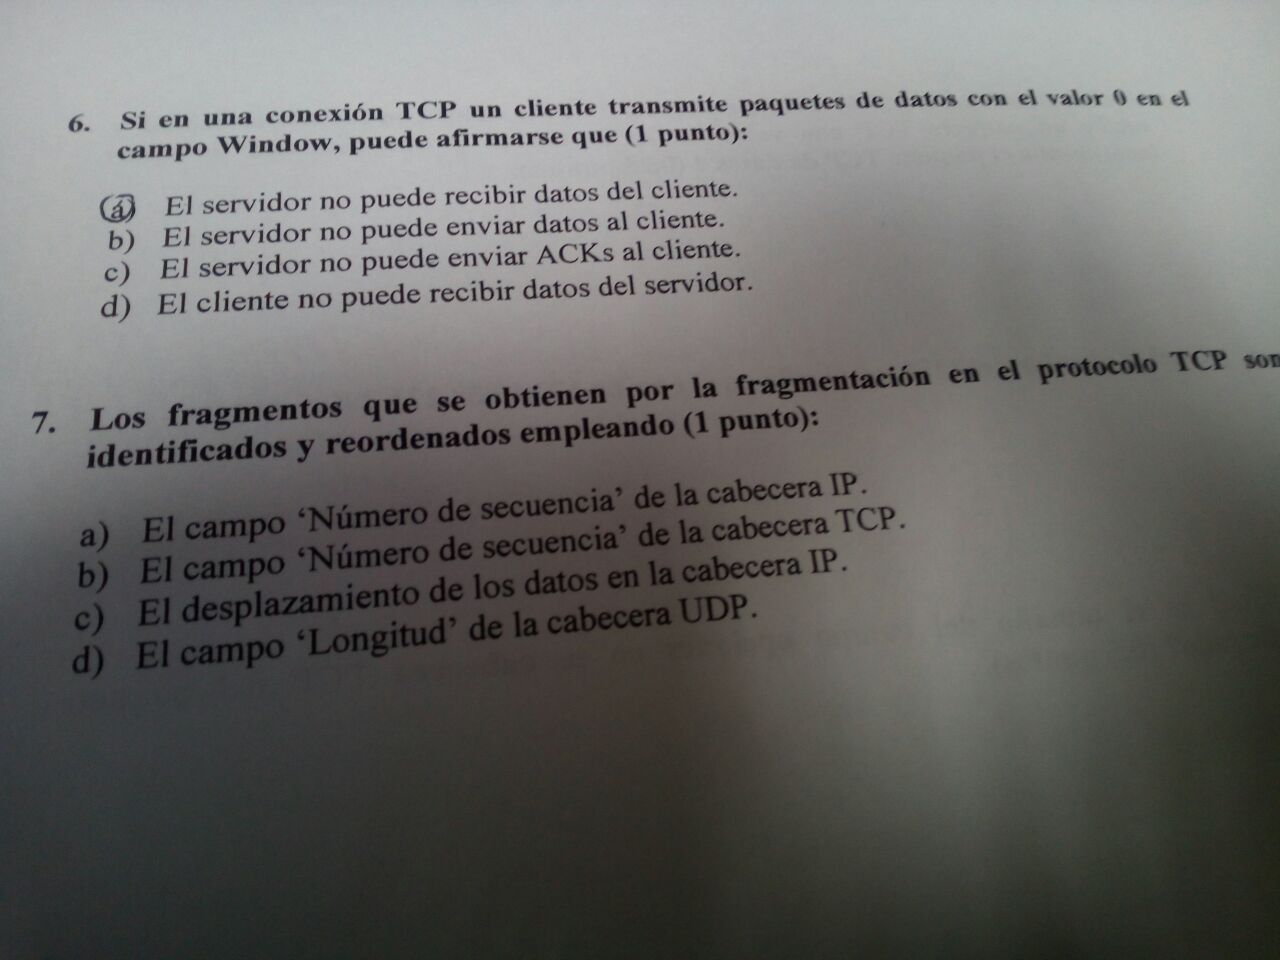 6. Si en una conexión TCP un cliente transmite paquetes de datos con el valor 0 en el
campo Window, puede afirmarse que (1 punto):
a) El servidor no puede recibir datos del cliente.
b) El servidor no puede enviar datos al cliente.
c) El servidor no puede enviar ACKs al cliente.
d) El cliente no puede recibir datos del servidor.
7. Los fragmentos que se obtienen por la fragmentación en el protocolo TCP son
identificados y reordenados empleando (1 punto):
a) El campo ‘Número de secuencia’ de la cabecera IP.
b) El campo ‘Número de secuencia’ de la cabecera TCP.
c) El desplazamiento de los datos en la cabecera IP.
d) El campo ‘Longitud’ de la cabecera UDP.